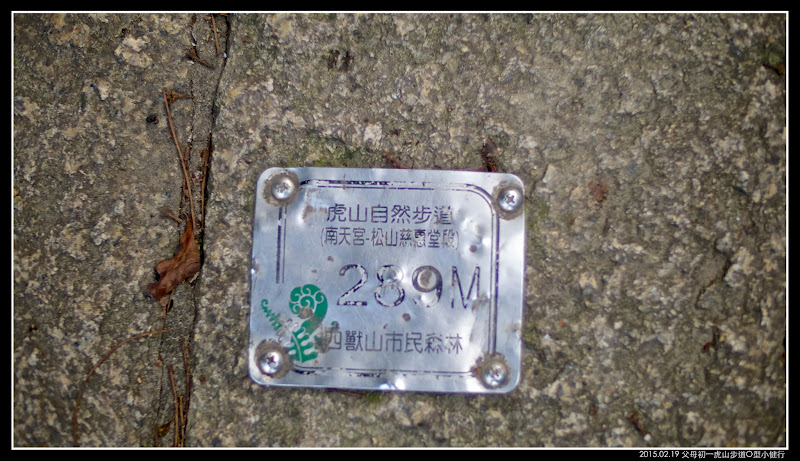 虎山自然步道
(南天宮-松山慈惠堂段)
289M
四獸山市民森林
2015.02.19 父母初一虎山步道O型小健行